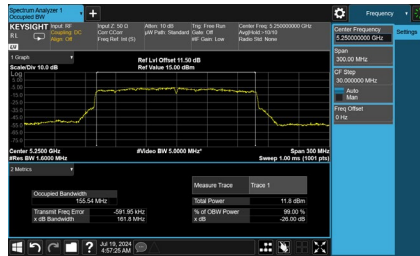 Spectrum Analyzer 1
Occupied BW
+
Frequency
KEYSIGHT Input: RF Input Z: 50 Ω Atten: 10 dB Trig: Free Run Center Freq: 5.250000000 GHz
RL Coupling: DC Corr CCorr µW Path: Standard Gate: Off Avg|Hold:>10/10
Align: Off Freq Ref: Int (S) #IF Gain: Low Radio Std: None
Center Frequency
5.250000000 GHz
Settings
Span
300.00 MHz
CF Step
30.000000 MHz
Auto
Man
Freq Offset
0 Hz
1 Graph
Ref Lvl Offset 11.50 dB
Scale/Div 10.0 dB Ref Value 15.00 dBm
Log
5.00
Center 5.2500 GHz #Video BW 5.0000 MHz* Span 300 MHz
#Res BW 1.6000 MHz Sweep 1.00 ms (1001 pts)
2 Metrics
Measure Trace Trace 1
Occupied Bandwidth
155.54 MHz Total Power 11.8 dBm
Transmit Freq Error -591.95 kHz % of OBW Power 99.00 %
x dB Bandwidth 161.8 MHz x dB -26.00 dB
?
Jul 19, 2024
4:57:25 AM